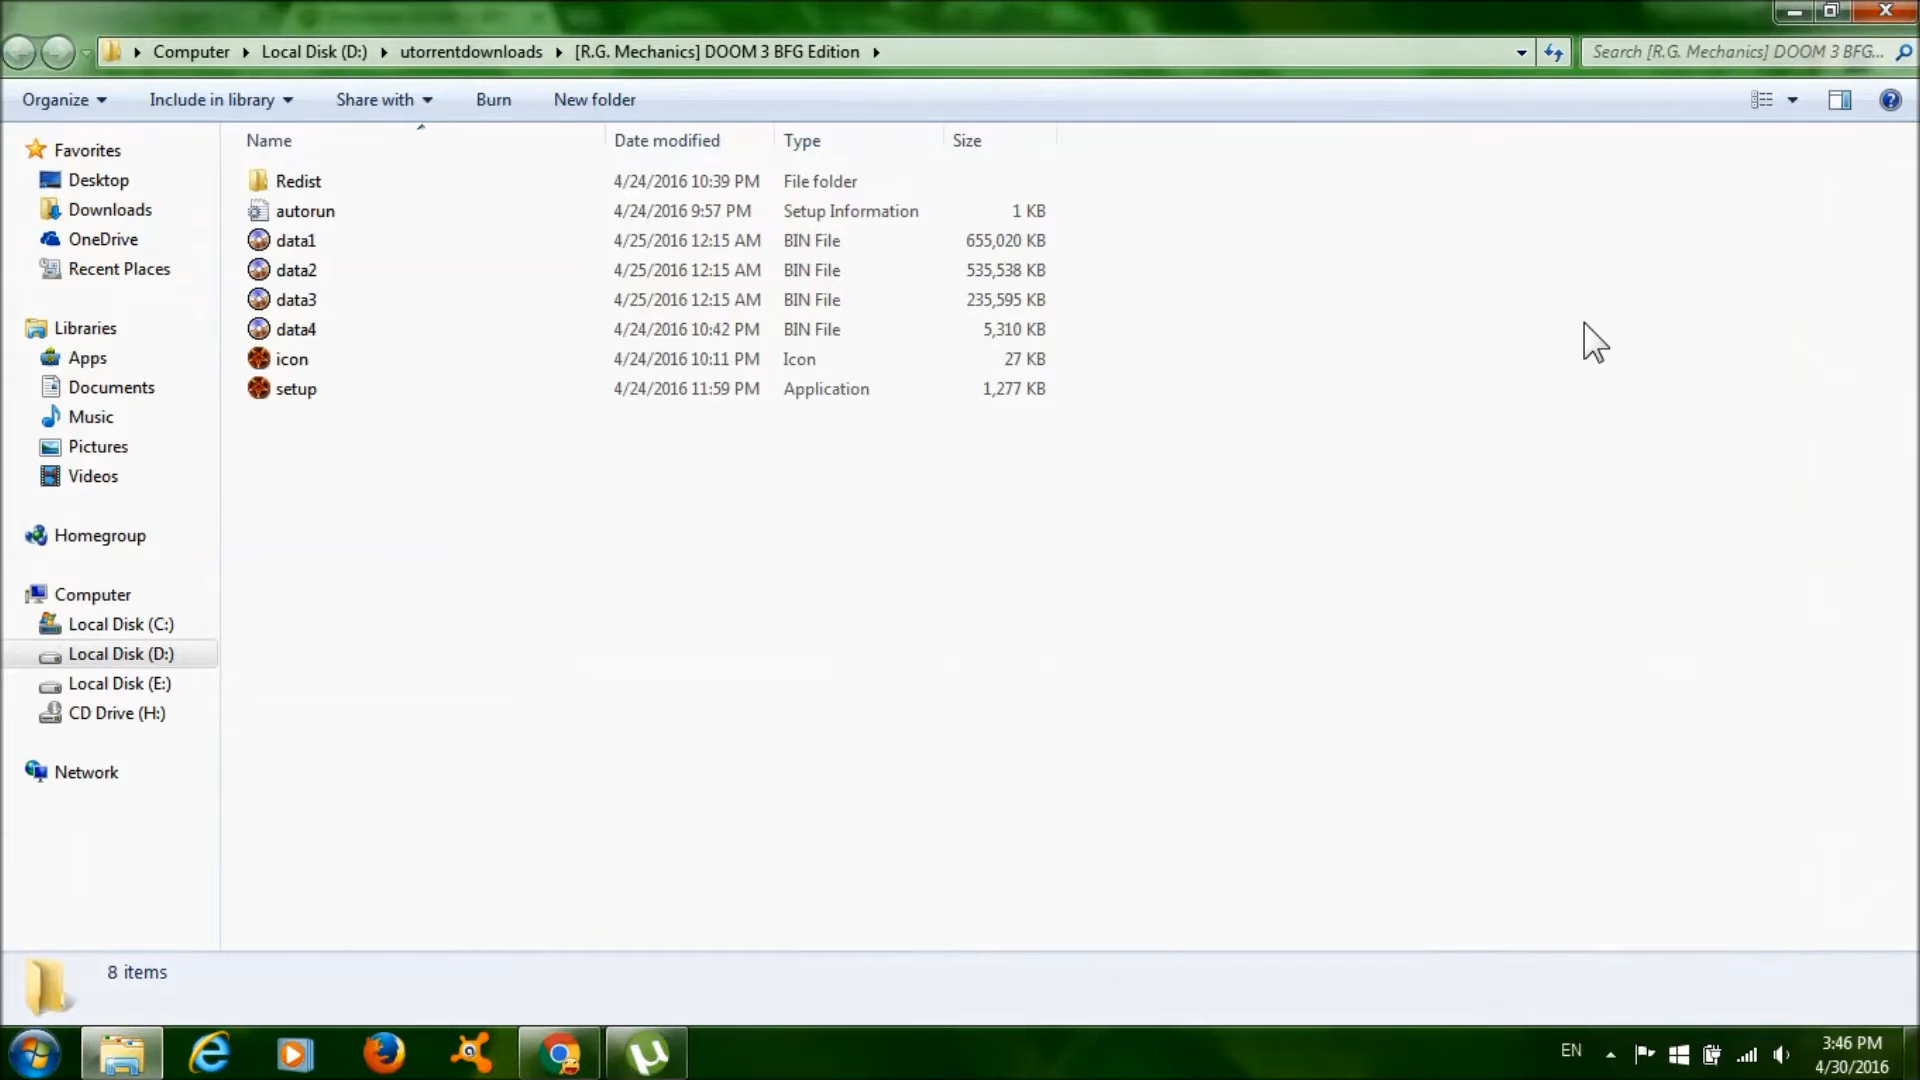 Computer Local Disk (D:) utorrentdownloads [R.G. Mechanics] DOOM 3 BFG Edition Search [R.G. Mechanics] DOOM 3 BFG...
Organize Include in library Share with Burn New folder
Name Date modified Type Size
Redist 4/24/2016 10:39 PM File folder
autorun 4/24/2016 9:57 PM Setup Information 1 KB
data1 4/25/2016 12:15 AM BIN File 655,020 KB
data2 4/25/2016 12:15 AM BIN File 535,538 KB
data3 4/25/2016 12:15 AM BIN File 235,595 KB
data4 4/24/2016 10:42 PM BIN File 5,310 KB
icon 4/24/2016 10:11 PM Icon 27 KB
setup 4/24/2016 11:59 PM Application 1,277 KB
Favorites
Desktop
Downloads
OneDrive
Recent Places
Libraries
Apps
Documents
Music
Pictures
Videos
Homegroup
Computer
Local Disk (C:)
Local Disk (D:)
Local Disk (E:)
CD Drive (H:)
Network
8 items
EN
3:46 PM
4/30/2016